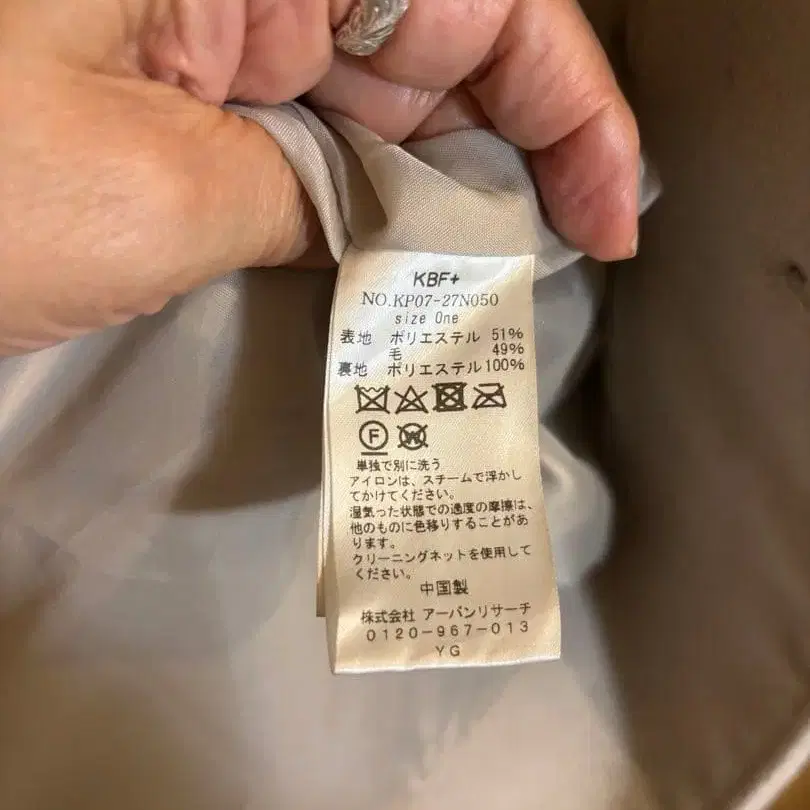 KBF+
NO.KP07-27N050
size One
表地 ポリエステル 51%
毛 49%
裏地 ポリエステル100%
F W
単独で別に洗う
アイロンは、スチームで浮かし
てかけてください。
湿気った状態での過度の摩擦は、
他のものに色移りすることがあ
ります。
クリーニングネットを使用して
ください。
中国製
株式会社 アーバンリサーチ
0120-967-013
YG